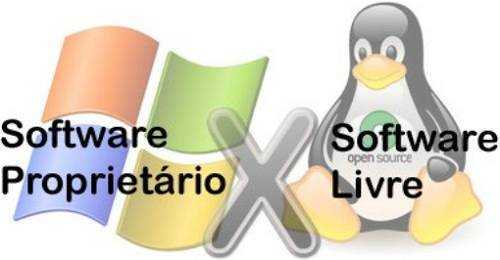 Software
Proprietário
X
Software
open source
Livre